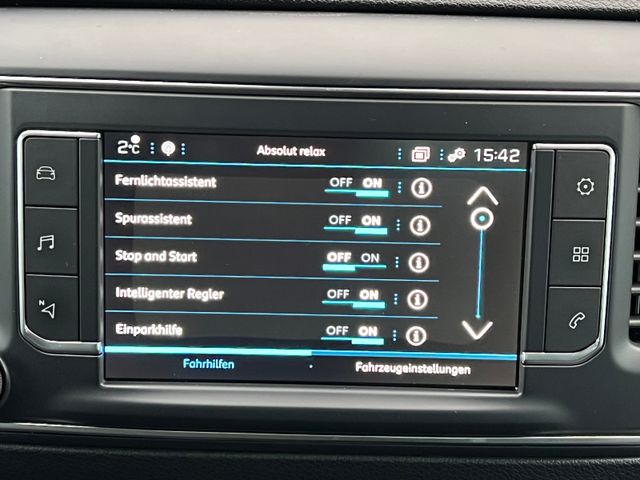 2°C Absolut relax 15:42
Fernlichtassistent OFF ON
Spurassistent OFF ON
Stop and Start OFF ON
Intelligenter Regler OFF ON
Einparkhilfe OFF ON
Fahrhilfen Fahrzeugeinstellungen
N